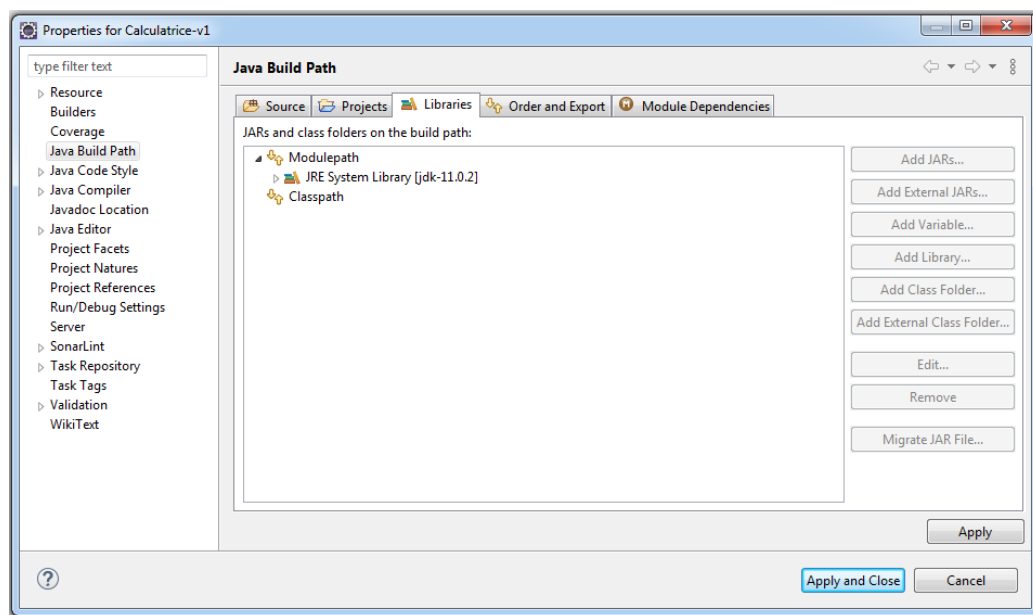 Properties for Calculatrice-v1
type filter text
Resource
Builders
Coverage
Java Build Path
Java Code Style
Java Compiler
Javadoc Location
Java Editor
Project Facets
Project Natures
Project References
Run/Debug Settings
Server
SonarLint
Task Repository
Task Tags
Validation
WikiText
Java Build Path
Source Projects Libraries Order and Export Module Dependencies
JARs and class folders on the build path:
Modulepath
JRE System Library [jdk-11.0.2]
Classpath
Add JARs...
Add External JARs...
Add Variable...
Add Library...
Add Class Folder...
Add External Class Folder...
Edit...
Remove
Migrate JAR File...
Apply
?
Apply and Close Cancel